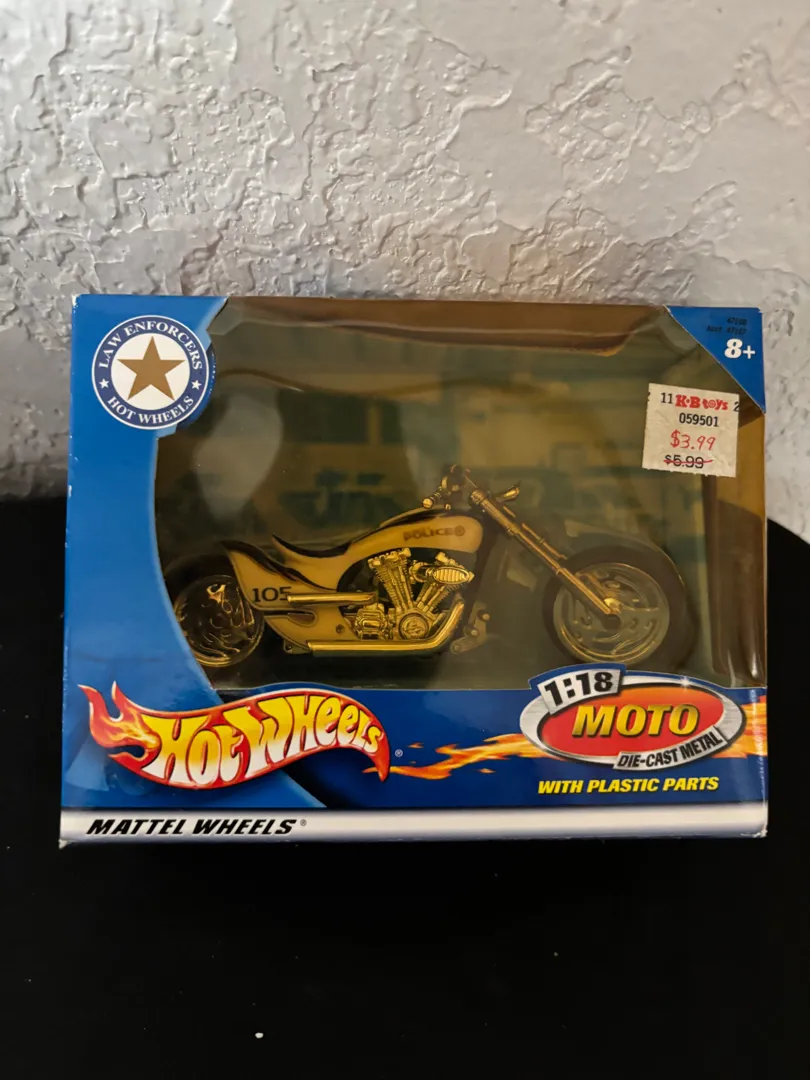 LAW ENFORCERS
HOT WHEELS
8+
11 K·B toys 2
059501
$3.99
$5.99
POLICE
105
HOT WHEELS®
1:18
MOTO
DIE-CAST METAL
WITH PLASTIC PARTS
MATTEL WHEELS®